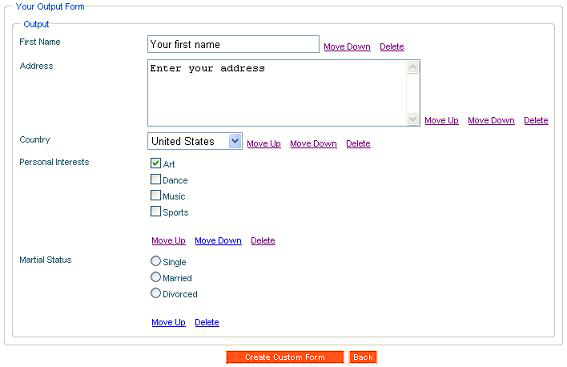 Your Output Form
Output
First Name Your first name Move Down Delete
Address Enter your address Move Up Move Down Delete
Country United States Move Up Move Down Delete
Personal Interests Art
Dance
Music
Sports
Move Up Move Down Delete
Martial Status Single
Married
Divorced
Move Up Delete
Create Custom Form Back